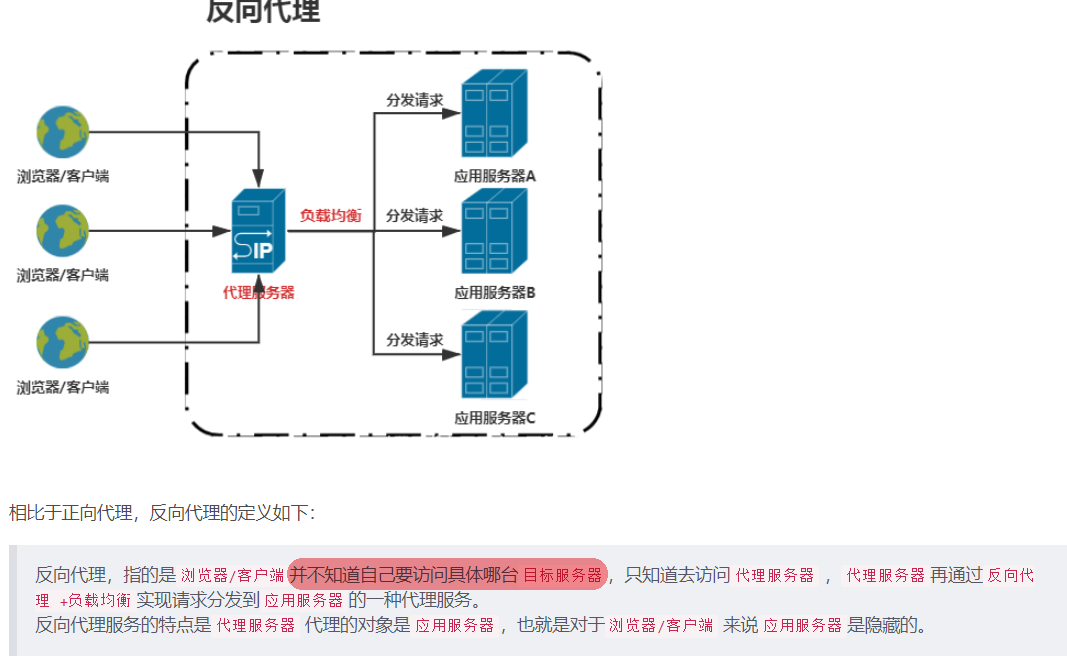 反向代理
分发请求
浏览器/客户端
应用服务器A
负载均衡
分发请求
IP
浏览器/客户端
代理服务器
应用服务器B
分发请求
浏览器/客户端
应用服务器C
相比于正向代理，反向代理的定义如下：
反向代理，指的是 浏览器/客户端 并不知道自己要访问具体哪台 目标服务器 ，只知道去访问 代理服务器 ， 代理服务器 再通过 反向代
理 +负载均衡 实现请求分发到 应用服务器 的一种代理服务。
反向代理服务的特点是 代理服务器 代理的对象是 应用服务器 ，也就是对于 浏览器/客户端 来说 应用服务器 是隐藏的。